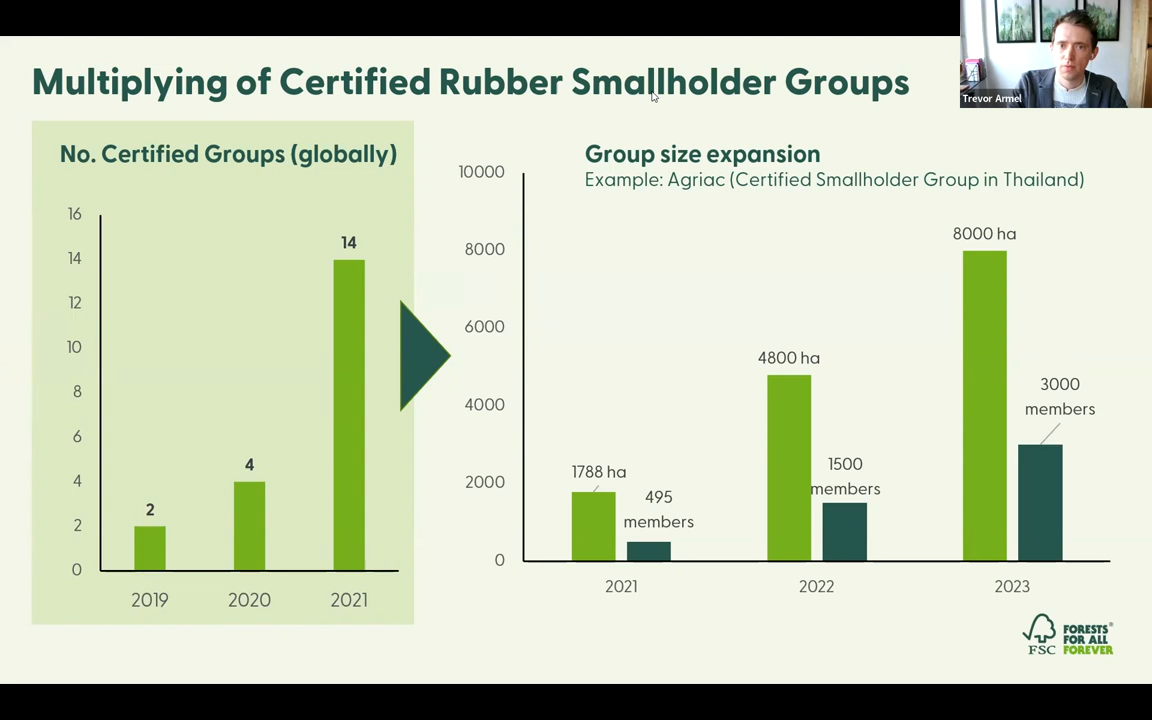 Multiplying of Certified Rubber Smallholder Groups
Trevor Armel
No. Certified Groups (globally)
16
14
12
10
8
6
4
2
0
2
4
14
2019
2020
2021
Group size expansion
Example: Agriac (Certified Smallholder Group in Thailand)
10000
8000
6000
4000
2000
0
1788 ha
495
members
4800 ha
1500
members
8000 ha
3000
members
2021
2022
2023
FSC
FORESTS
FOR ALL
FOREVER
®